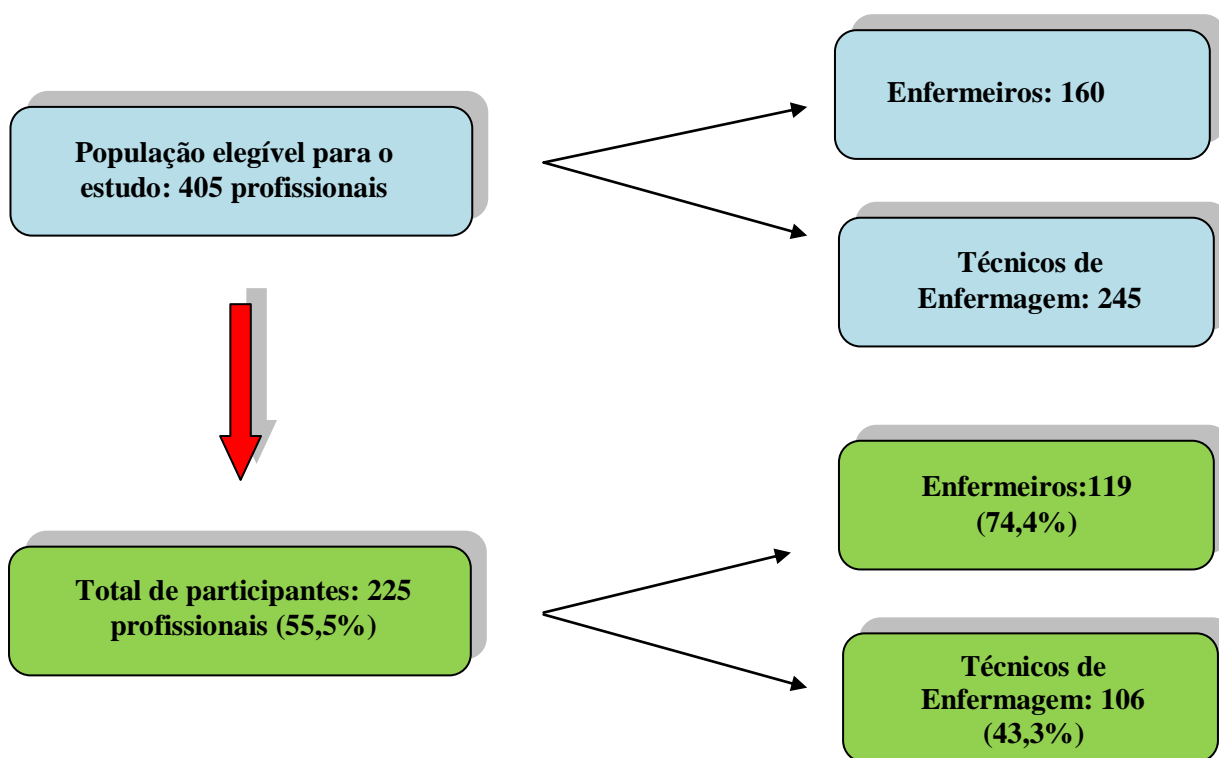 População elegível para o
estudo: 405 profissionais
Enfermeiros: 160
Técnicos de
Enfermagem: 245
Total de participantes: 225
profissionais (55,5%)
Enfermeiros:119
(74,4%)
Técnicos de
Enfermagem: 106
(43,3%)